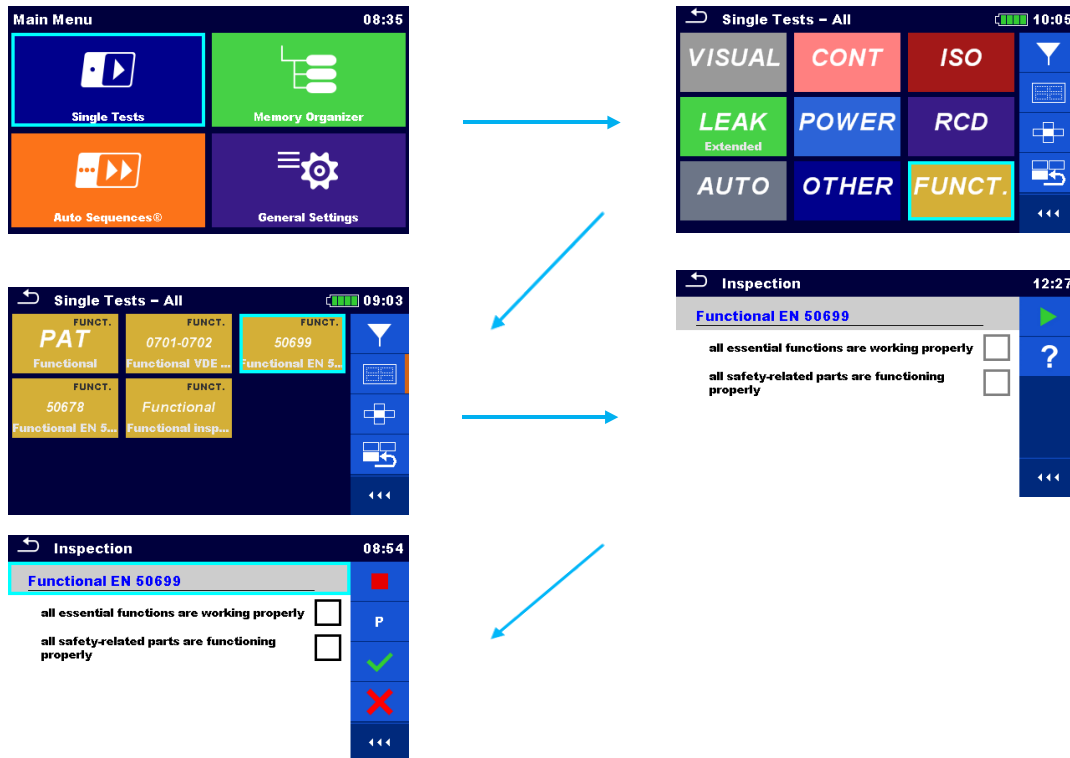 Main Menu 08:35
Single Tests
Memory Organizer
Auto Sequences®
General Settings
Single Tests – All 10:05
VISUAL CONT ISO
LEAK POWER RCD
Extended
AUTO OTHER FUNCT.
Single Tests – All 09:03
FUNCT. FUNCT. FUNCT.
PAT 0701-0702 50699
Functional Functional VDE ... Functional EN 5...
FUNCT. FUNCT.
50678 Functional
Functional EN 5... Functional insp...
Inspection 12:27
Functional EN 50699
all essential functions are working properly
?
all safety-related parts are functioning
properly
Inspection 08:54
Functional EN 50699
all essential functions are working properly
P
all safety-related parts are functioning
properly